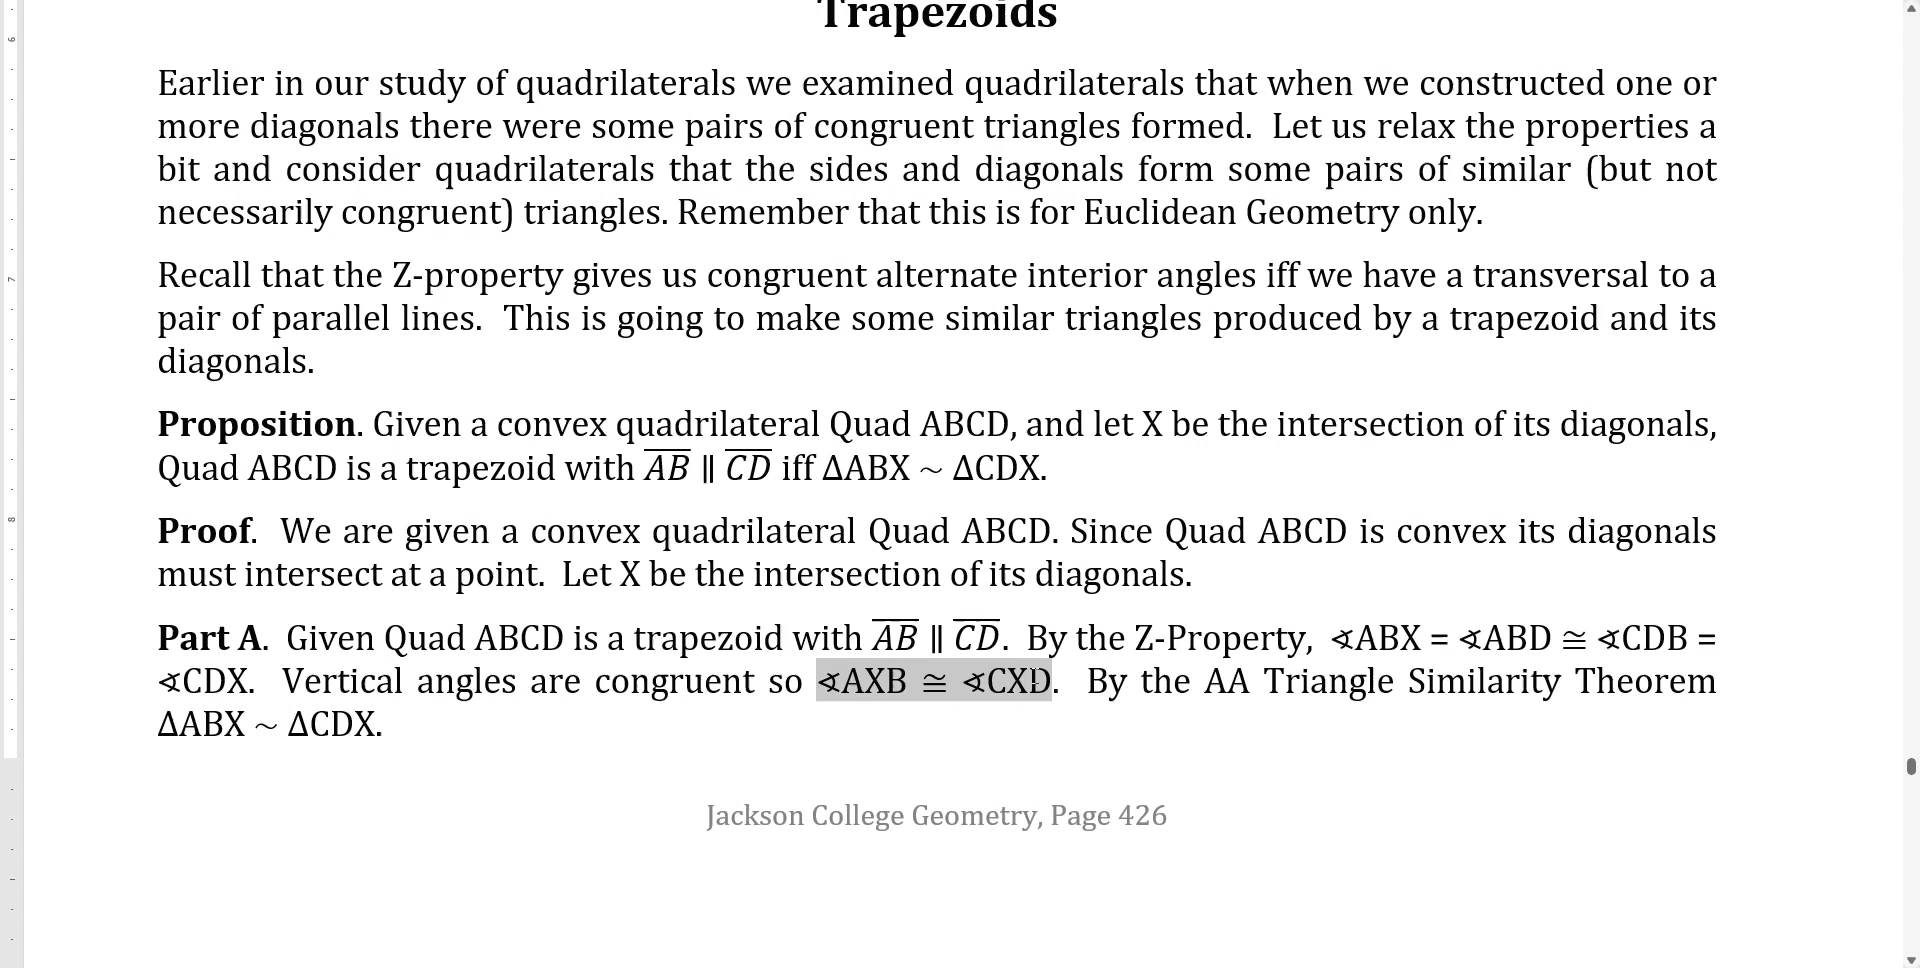 Trapezoids
Earlier in our study of quadrilaterals we examined quadrilaterals that when we constructed one or
more diagonals there were some pairs of congruent triangles formed.  Let us relax the properties a
bit and consider quadrilaterals that the sides and diagonals form some pairs of similar (but not
necessarily congruent) triangles. Remember that this is for Euclidean Geometry only.
Recall that the Z-property gives us congruent alternate interior angles iff we have a transversal to a
pair of parallel lines.  This is going to make some similar triangles produced by a trapezoid and its
diagonals.
Proposition. Given a convex quadrilateral Quad ABCD, and let X be the intersection of its diagonals,
Quad ABCD is a trapezoid with A̅B̅ ∥ C̅D̅ iff ΔABX ~ ΔCDX.
Proof.  We are given a convex quadrilateral Quad ABCD. Since Quad ABCD is convex its diagonals
must intersect at a point.  Let X be the intersection of its diagonals.
Part A.  Given Quad ABCD is a trapezoid with A̅B̅ ∥ C̅D̅.  By the Z-Property,  ∢ABX = ∢ABD ≅ ∢CDB =
∢CDX.  Vertical angles are congruent so ∢AXB ≅ ∢CXD.  By the AA Triangle Similarity Theorem
ΔABX ~ ΔCDX.
Jackson College Geometry, Page 426
6
7
8